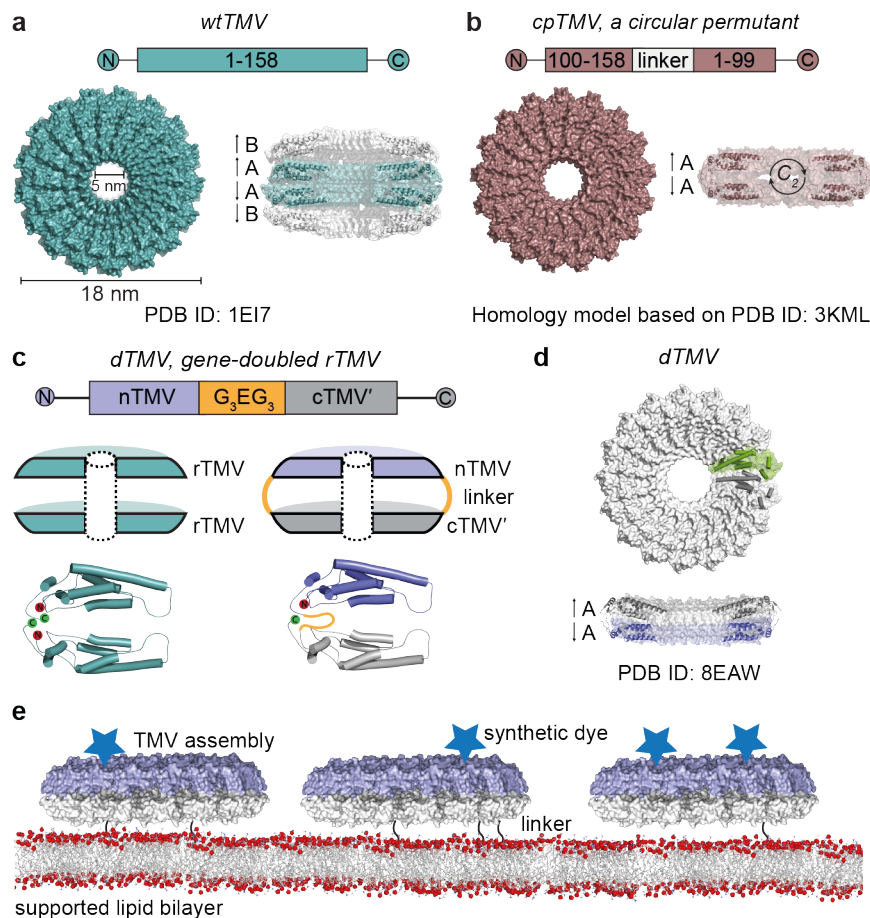 a
wtTMV
N
1-158
C
5 nm
B
A
A
B
18 nm
PDB ID: 1EI7
b
cpTMV, a circular permutant
N
100-158
linker
1-99
C
A
A
C2
Homology model based on PDB ID: 3KML
c
dTMV, gene-doubled rTMV
N
nTMV
G3EG3
cTMV′
C
rTMV
rTMV
nTMV
linker
cTMV′
N
C
C
N
N
C
d
dTMV
A
A
PDB ID: 8EAW
e
TMV assembly
synthetic dye
linker
supported lipid bilayer